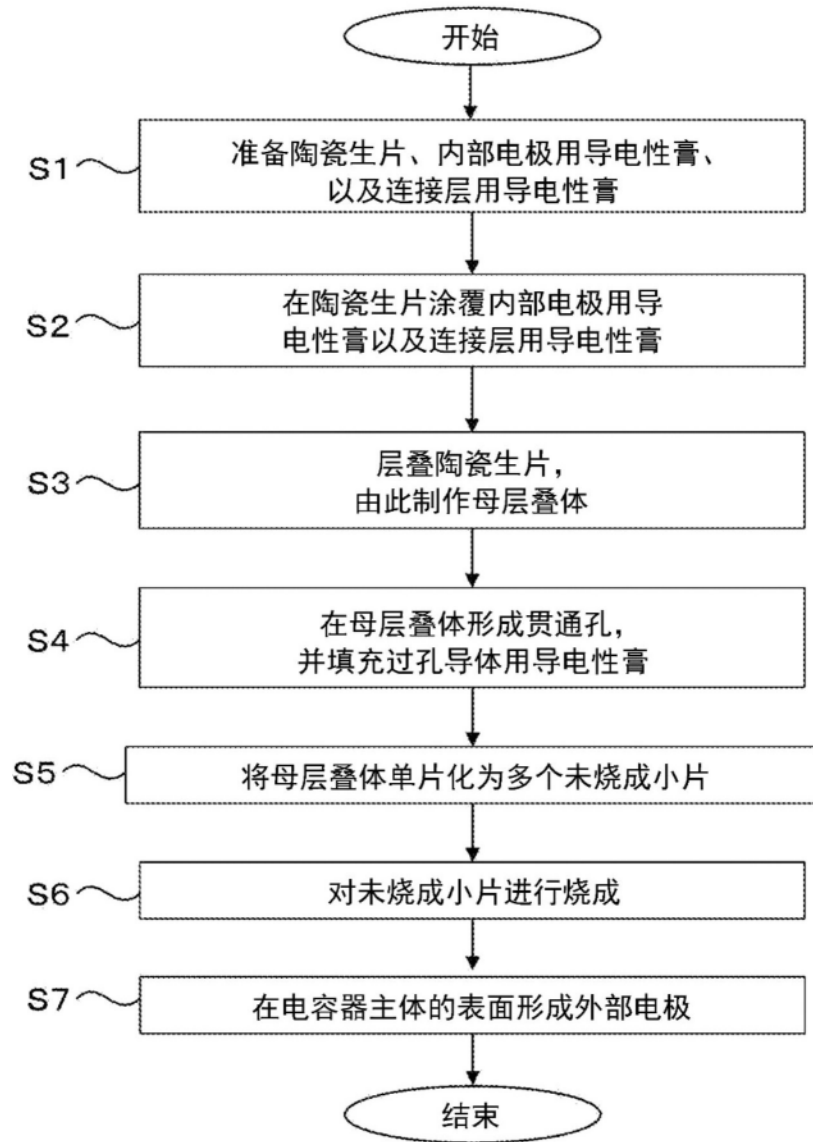 开始
S1
准备陶瓷生片、内部电极用导电性膏、
以及连接层用导电性膏
S2
在陶瓷生片涂覆内部电极用导
电性膏以及连接层用导电性膏
S3
层叠陶瓷生片，
由此制作母层叠体
S4
在母层叠体形成贯通孔，
并填充过孔导体用导电性膏
S5
将母层叠体单片化为多个未烧成小片
S6
对未烧成小片进行烧成
S7
在电容器主体的表面形成外部电极
结束